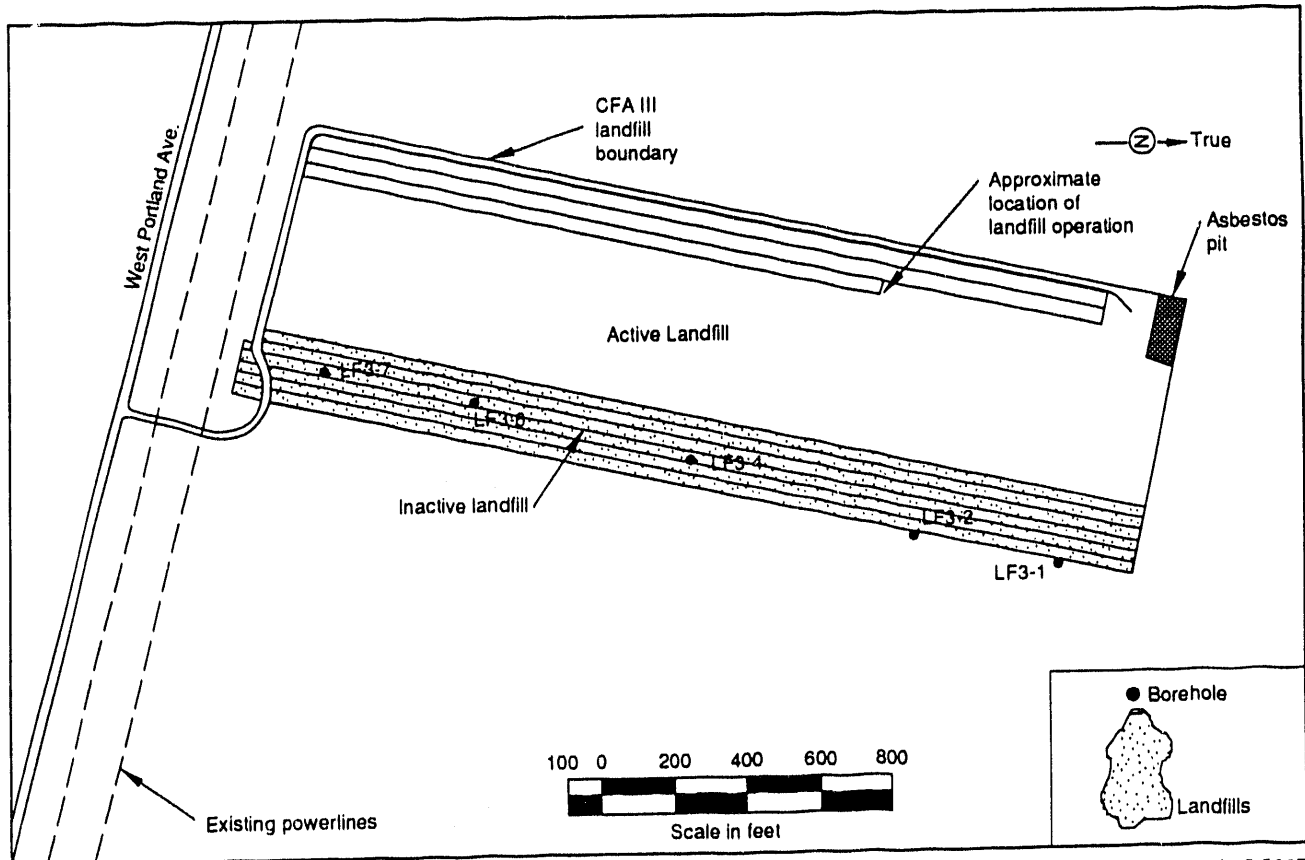 CFA III
landfill
boundary
West Portland Ave.
N
True
Approximate
location of
landfill operation
Asbestos
pit
Active Landfill
LF3-7
LF3-6
LF3-4
Inactive landfill
LF3-2
LF3-1
Borehole
Landfills
100 0 200 400 600 800
Scale in feet
Existing powerlines